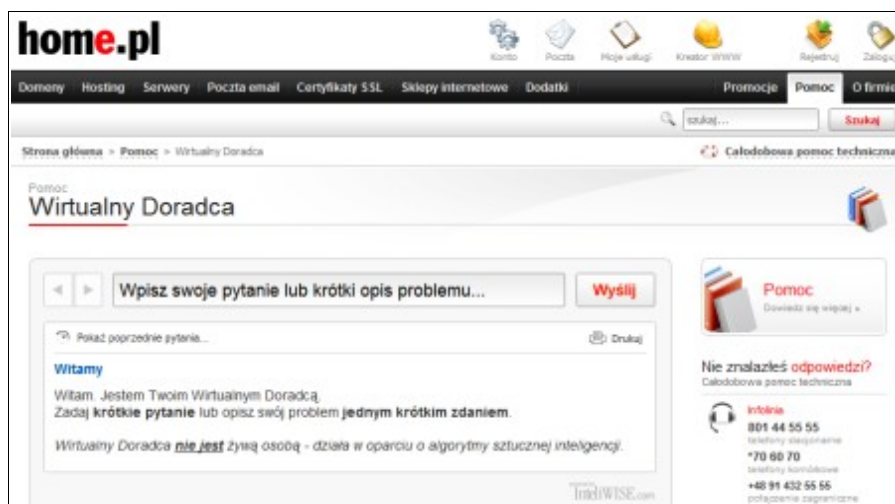 home.pl
Konto Poczta Moje usługi Kreator WWW Rejestruj Zaloguj
Domeny Hosting Serwery Poczta email Certyfikaty SSL Sklepy internetowe Dodatki Promocje Pomoc O firmie
szukaj... Szukaj
Strona główna > Pomoc > Wirtualny Doradca Całodobowa pomoc techniczna
Pomoc
Wirtualny Doradca
Wpisz swoje pytanie lub krótki opis problemu... Wyślij
Pomoc
Dowiedz się więcej »
Pokaż poprzednie pytania... Drukuj
Witamy
Witam. Jestem Twoim Wirtualnym Doradcą.
Zadaj krótkie pytanie lub opisz swój problem jednym krótkim zdaniem.
Wirtualny Doradca nie jest żywą osobą - działa w oparciu o algorytmy sztucznej inteligencji.
InteliWISE.com
Nie znalazłeś odpowiedzi?
Całodobowa pomoc techniczna
Infolinia
801 44 55 55
telefony stacjonarne
*70 60 70
telefony komórkowe
+48 91 432 55 55
połączenia zagraniczne